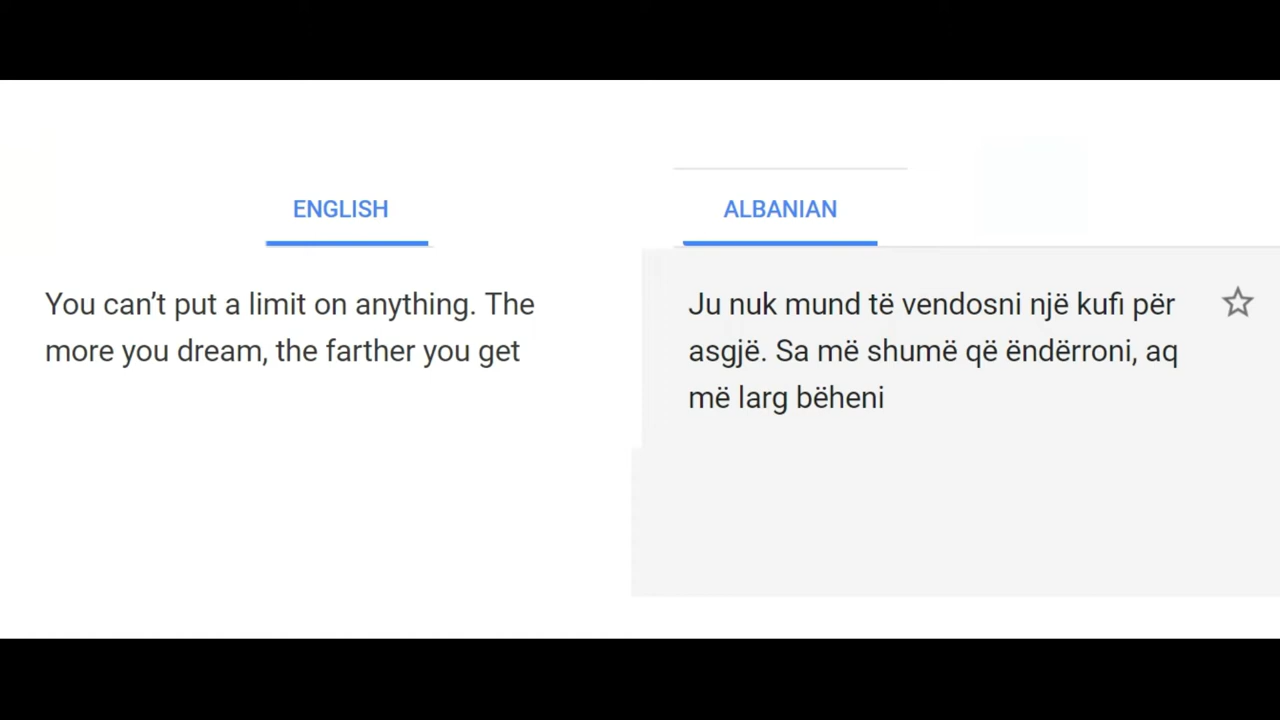 ENGLISH
You can’t put a limit on anything. The
more you dream, the farther you get
ALBANIAN
Ju nuk mund të vendosni një kufi për
asgjë. Sa më shumë që ëndërroni, aq
më larg bëheni